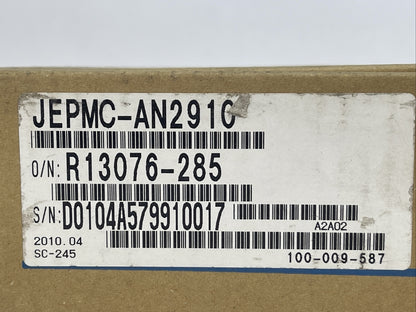 JEPMC-AN2910
O/N: R13076-285
S/N: D0104A579910017
A2A02
2010.04
SC-245
100-009-587